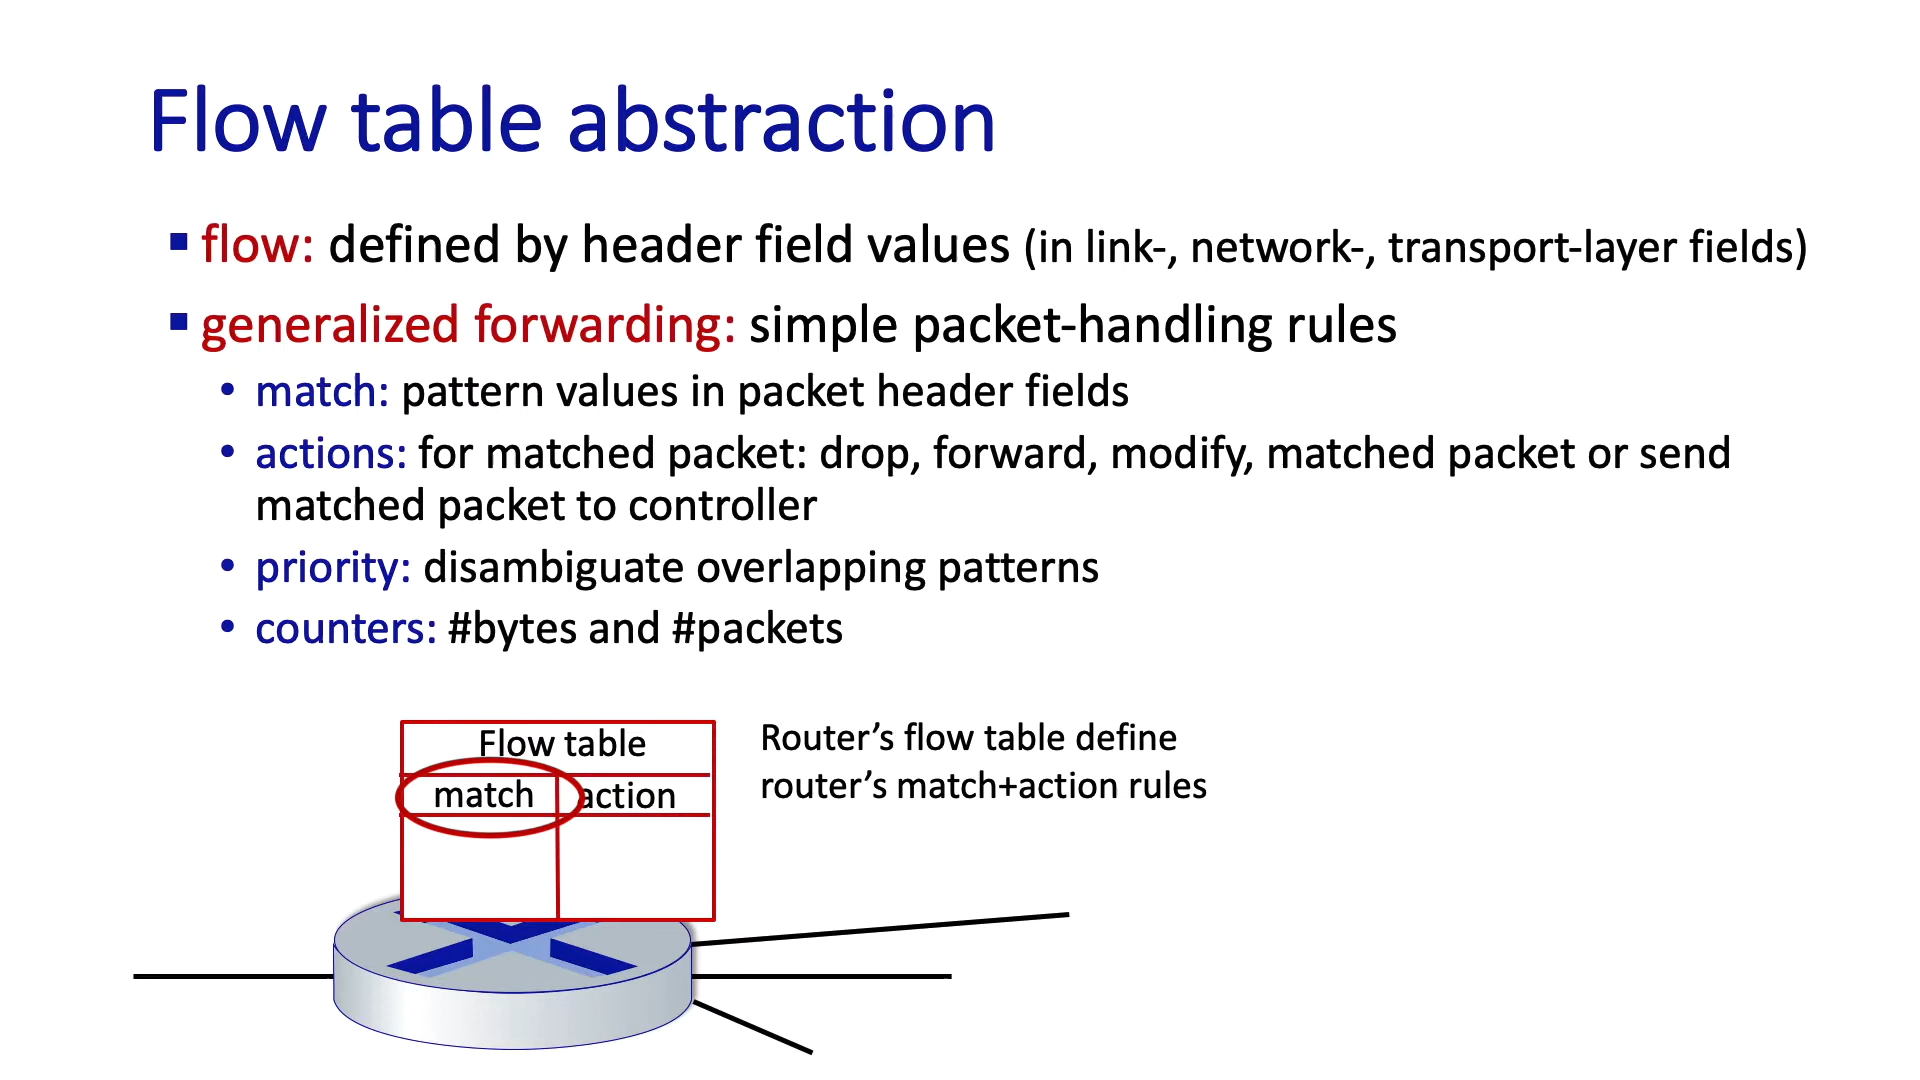 Flow table abstraction
flow: defined by header field values (in link-, network-, transport-layer fields)
generalized forwarding: simple packet-handling rules
match: pattern values in packet header fields
actions: for matched packet: drop, forward, modify, matched packet or send
matched packet to controller
priority: disambiguate overlapping patterns
counters: #bytes and #packets
Flow table
match action
Router’s flow table define
router’s match+action rules